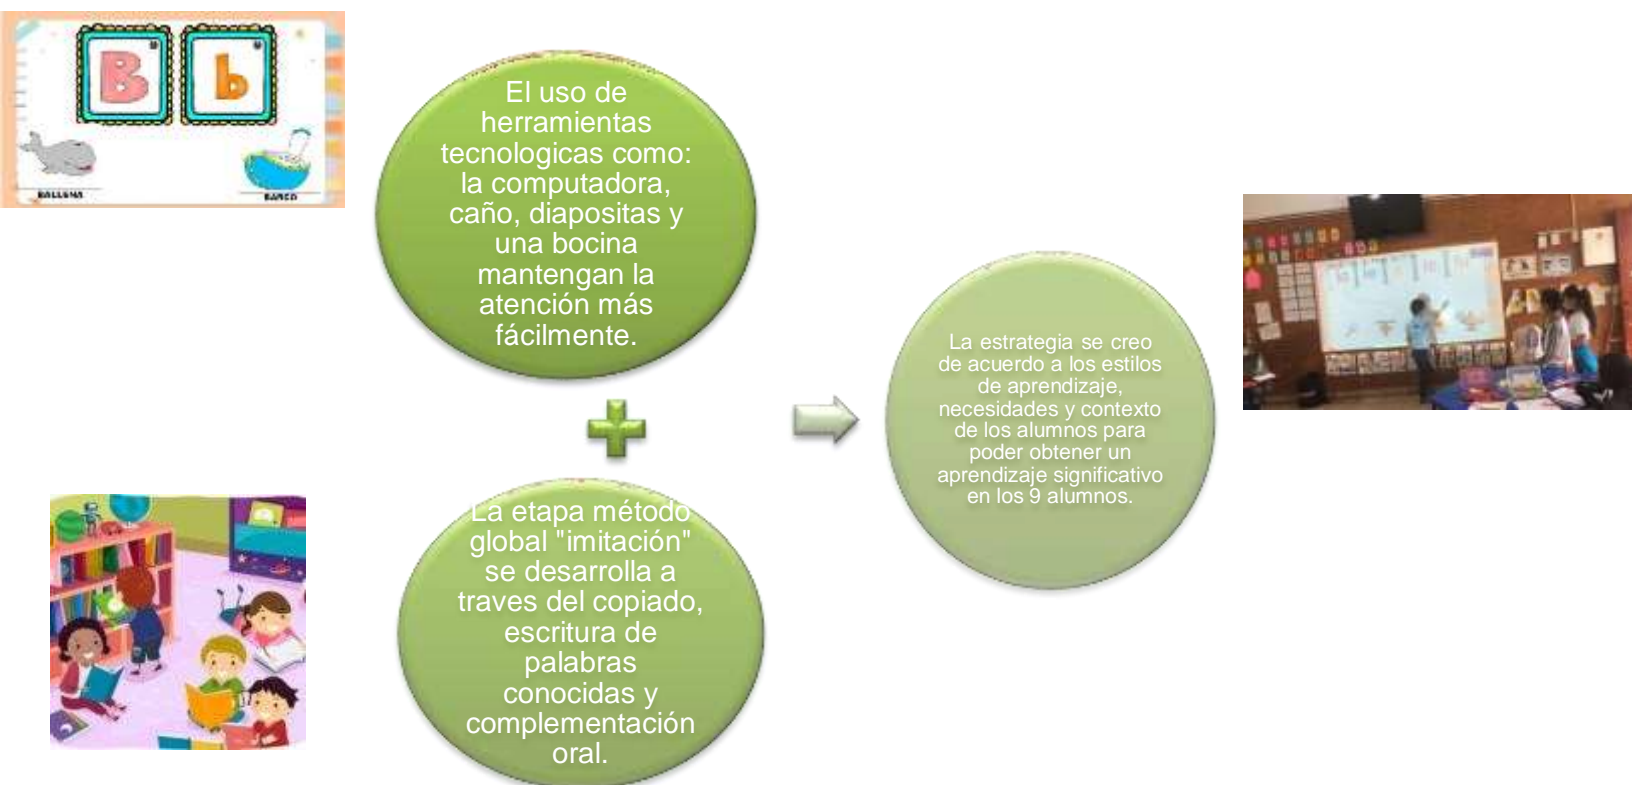 B b
BALLENA
BARCO
El uso de
herramientas
tecnologicas como:
la computadora,
caño, diapositas y
una bocina
mantengan la
atención más
fácilmente.
La etapa método
global "imitación"
se desarrolla a
traves del copiado,
escritura de
palabras
conocidas y
complementación
oral.
La estrategia se creo
de acuerdo a los estilos
de aprendizaje,
necesidades y contexto
de los alumnos para
poder obtener un
aprendizaje significativo
en los 9 alumnos.